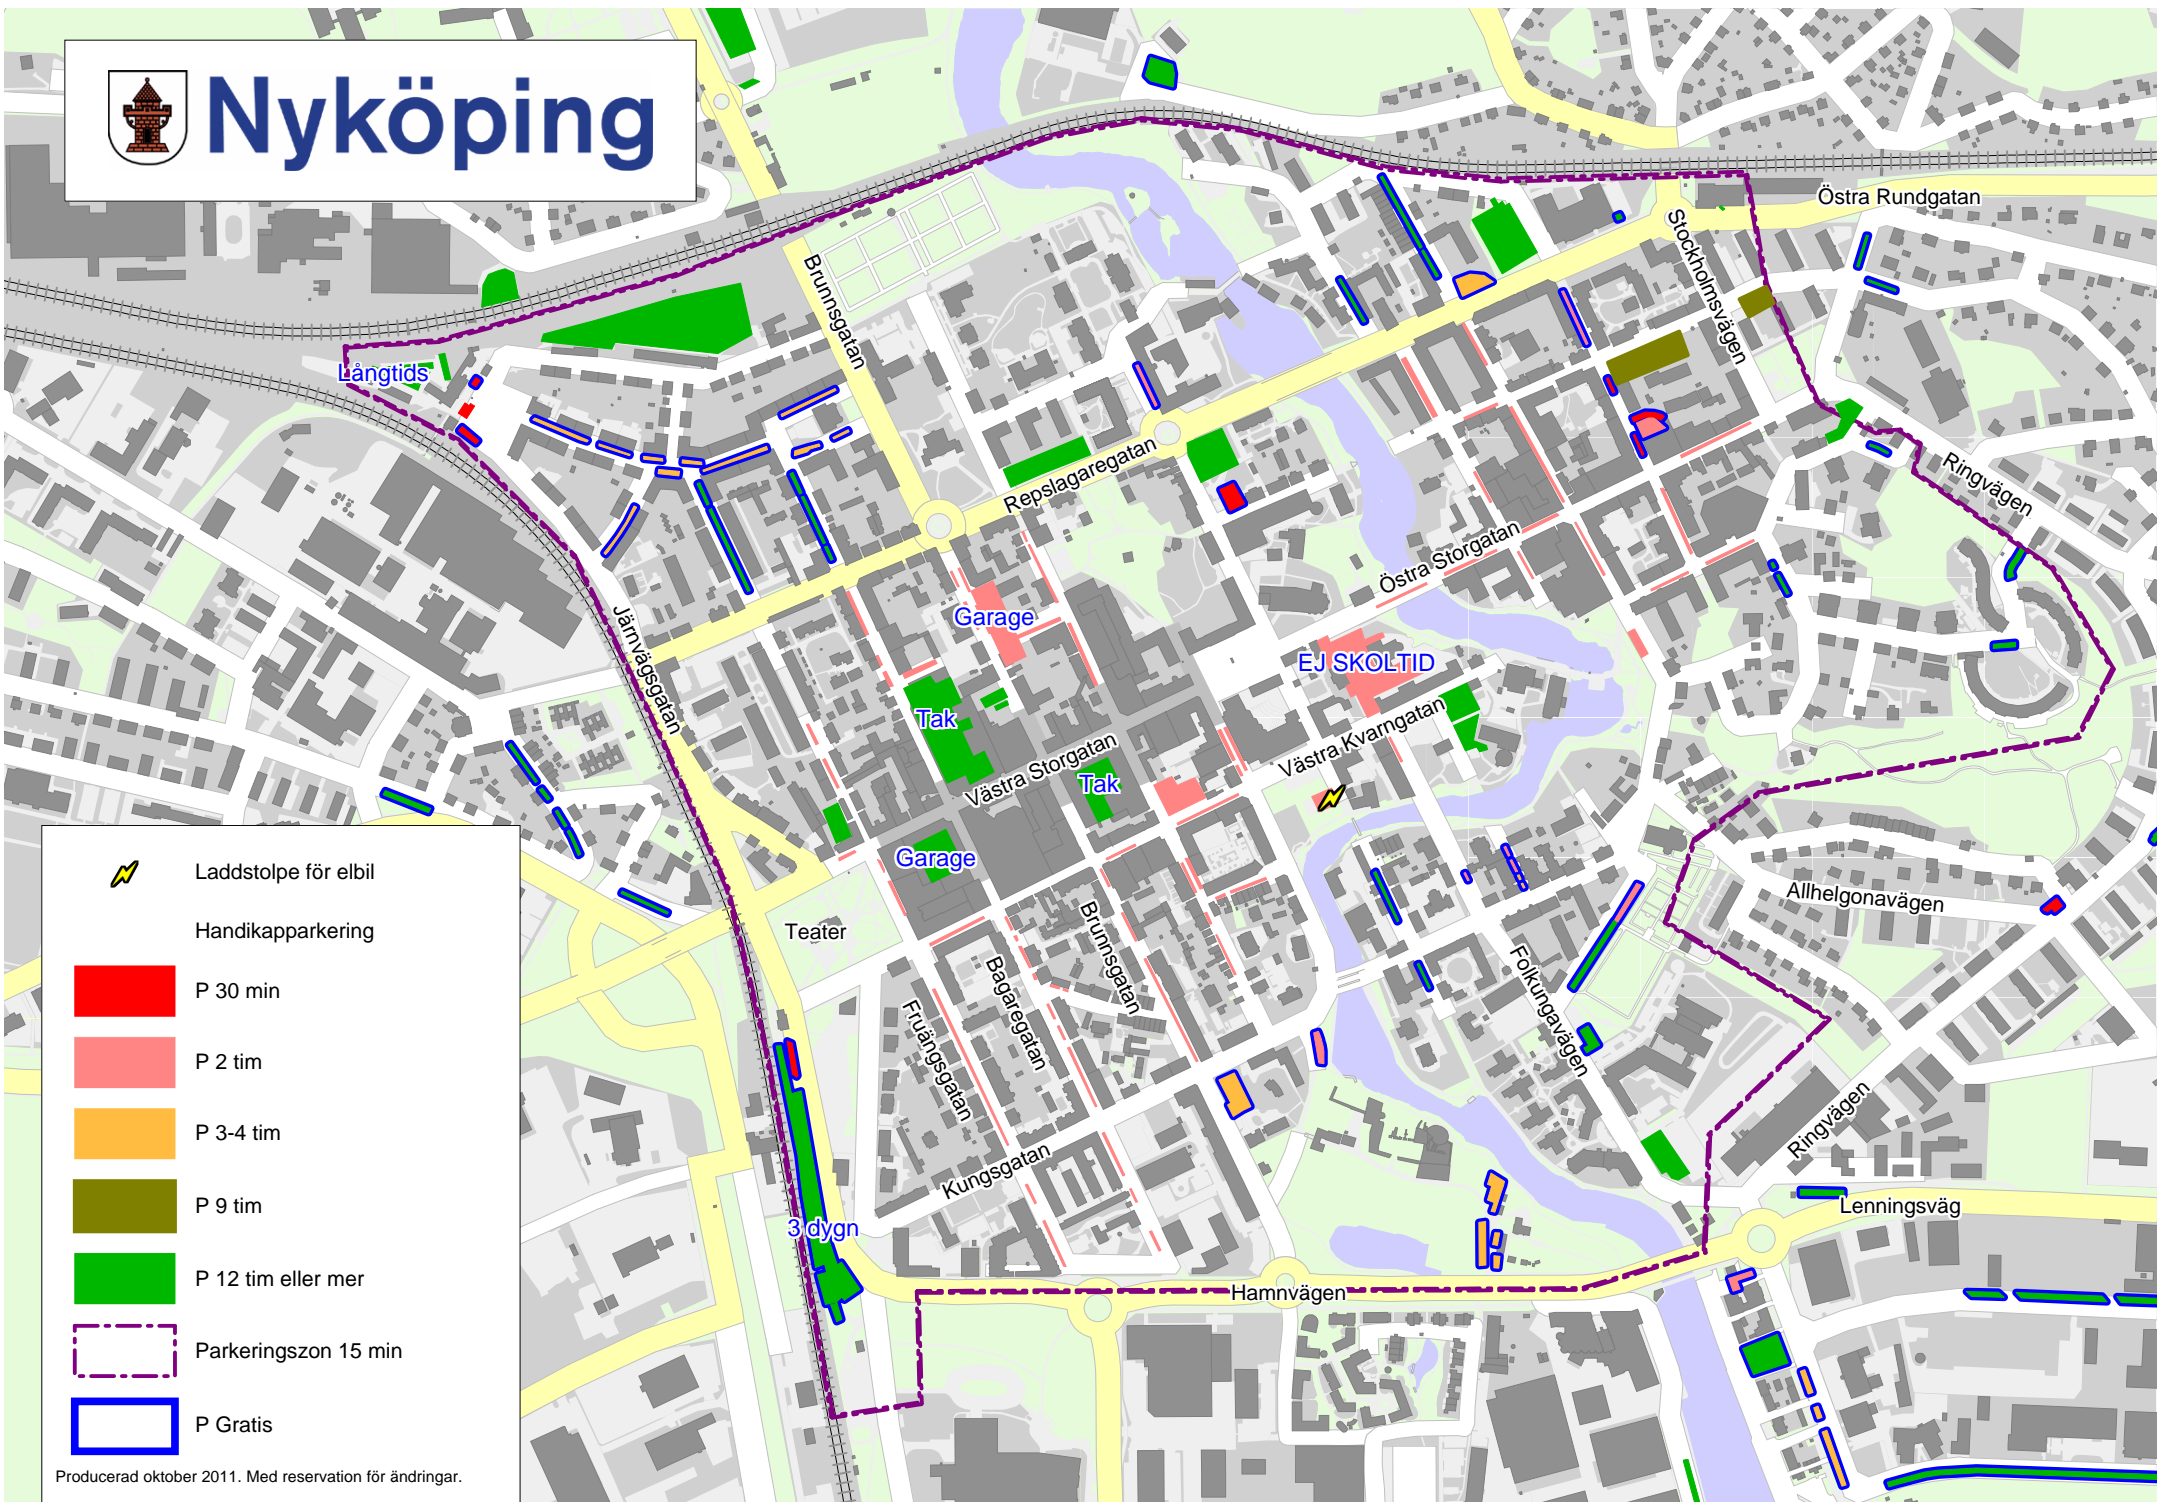 Nyköping
Östra Rundgatan
Stockholmsvägen
Brunnsgatan
Långtids
Repslagaregatan
Ringvägen
Östra Storgatan
Järnvägsgatan
Garage
EJ SKOLTID
Tak
Västra Storgatan
Västra Kvarngatan
Tak
Garage
Teater
Allhelgonavägen
Brunnsgatan
Bagaregatan
Fruängsgatan
Folkungavägen
Ringvägen
Kungsgatan
3 dygn
Lenningsväg
Hamnvägen
Laddstolpe för elbil
Handikapparkering
P 30 min
P 2 tim
P 3-4 tim
P 9 tim
P 12 tim eller mer
Parkeringszon 15 min
P Gratis
Producerad oktober 2011. Med reservation för ändringar.